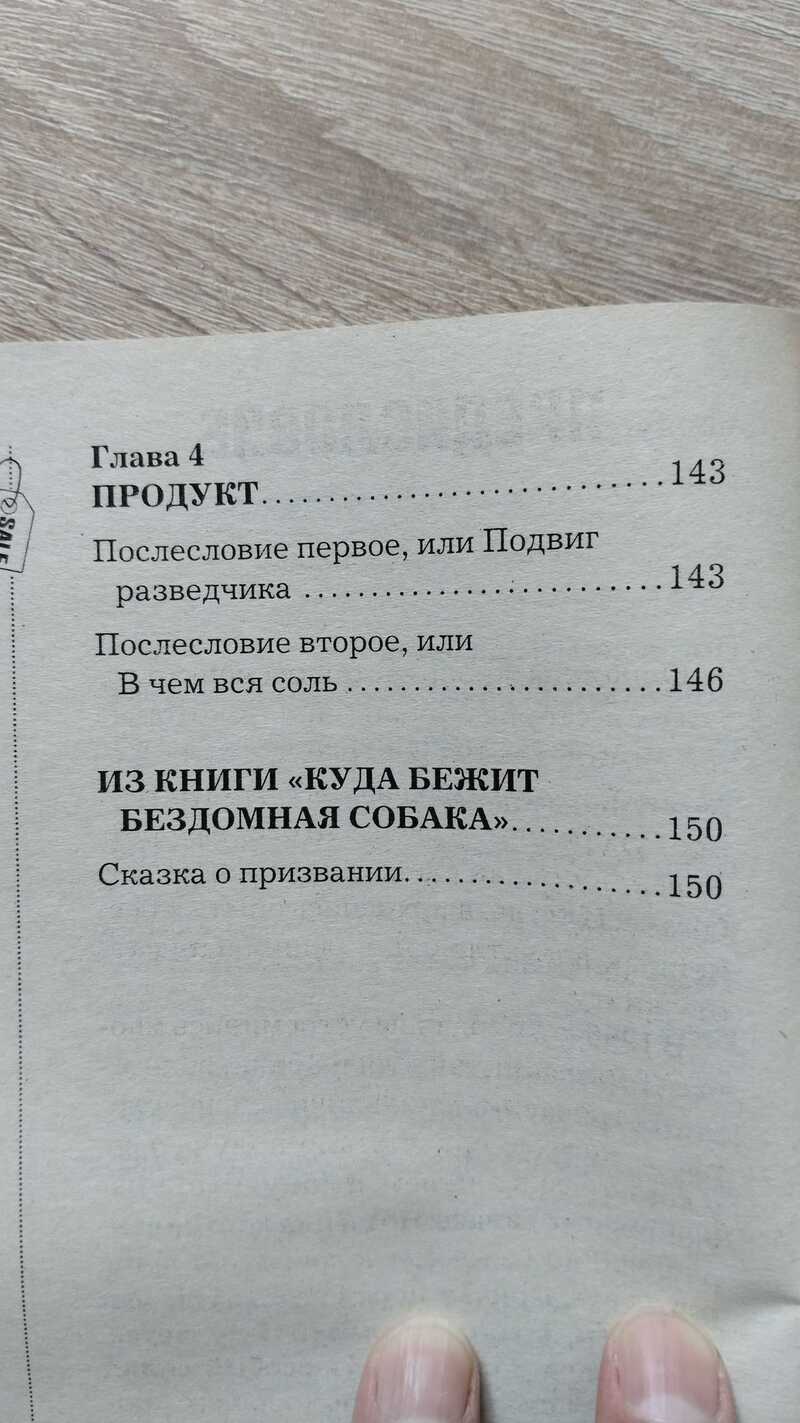 Глава 4
ПРОДУКТ.............................143
Послесловие первое, или Подвиг
разведчика ..........................143
Послесловие второе, или
В чем вся соль .......................146
ИЗ КНИГИ «КУДА БЕЖИТ
БЕЗДОМНАЯ СОБАКА»............150
Сказка о призвании.....................150
SALE